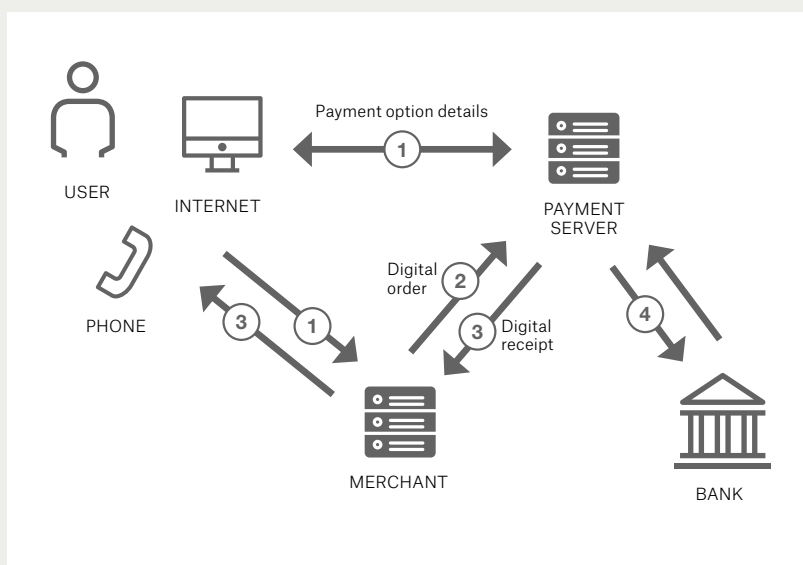 Payment option details
1
USER
INTERNET
PAYMENT
SERVER
Digital
order
2
3
1
3
Digital
receipt
4
PHONE
MERCHANT
BANK